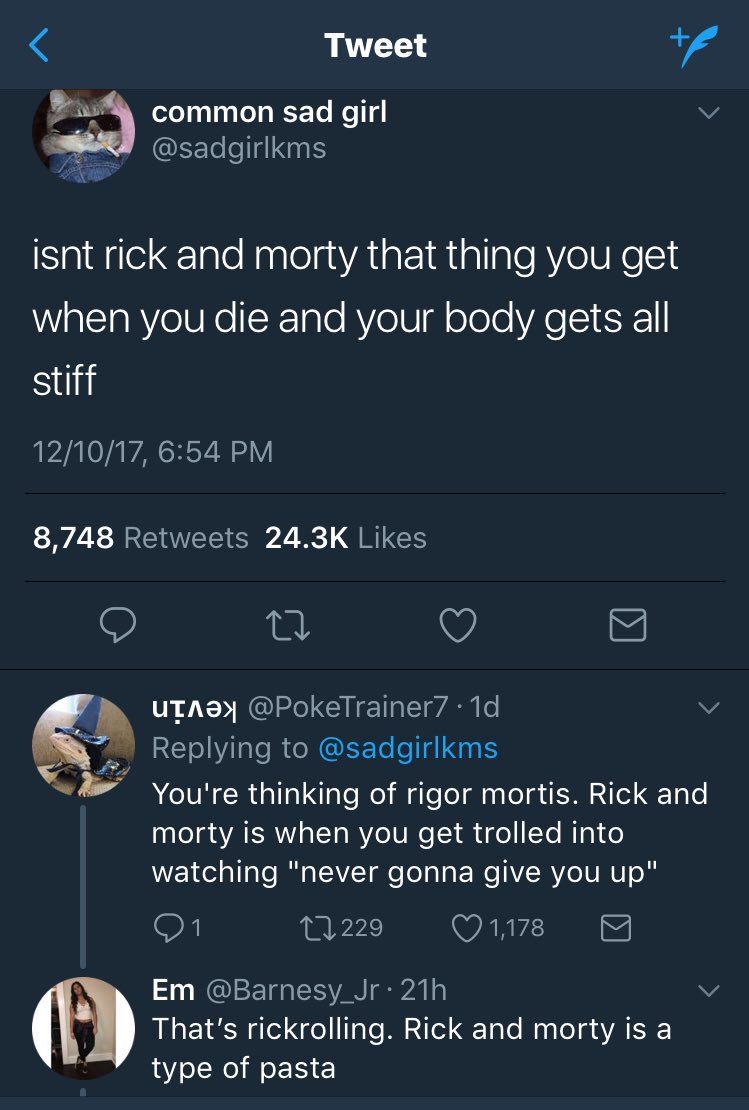 Tweet
common sad girl
@sadgirlkms
isnt rick and morty that thing you get
when you die and your body gets all
stiff
12/10/17, 6:54 PM
8,748 Retweets 24.3K Likes
uᴉʌǝʞ @PokeTrainer7 · 1d
Replying to @sadgirlkms
You're thinking of rigor mortis. Rick and
morty is when you get trolled into
watching "never gonna give you up"
1 229 1,178
Em @Barnesy_Jr · 21h
That’s rickrolling. Rick and morty is a
type of pasta